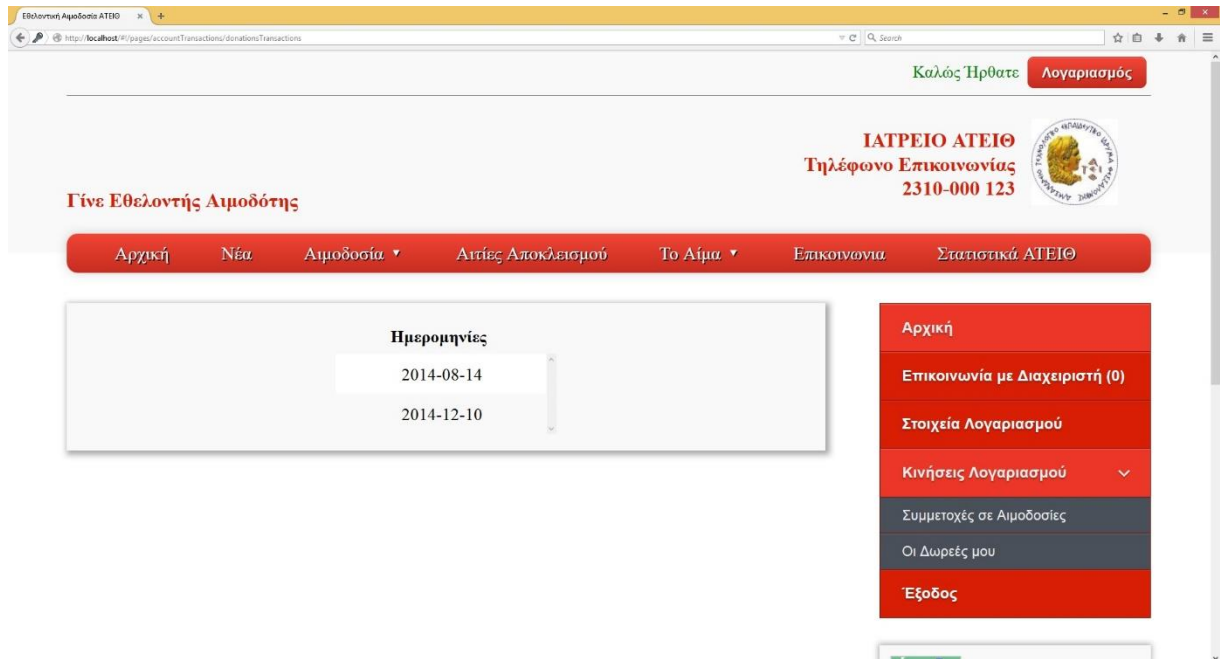 Εθελοντική Αιμοδοσία ΑΤΕΙΘ
http://localhost/#!/pages/accountTransactions/donationsTransactions
Search
Καλώς Ήρθατε
Λογαριασμός
ΙΑΤΡΕΙΟ ΑΤΕΙΘ
Τηλέφωνο Επικοινωνίας
2310-000 123
Γίνε Εθελοντής Αιμοδότης
Αρχική Νέα Αιμοδοσία ▼ Αιτίες Αποκλεισμού Το Αίμα ▼ Επικοινωνια Στατιστικά ΑΤΕΙΘ
Ημερομηνίες
2014-08-14
2014-12-10
Αρχική
Επικοινωνία με Διαχειριστή (0)
Στοιχεία Λογαριασμού
Κινήσεις Λογαριασμού
Συμμετοχές σε Αιμοδοσίες
Οι Δωρεές μου
Έξοδος